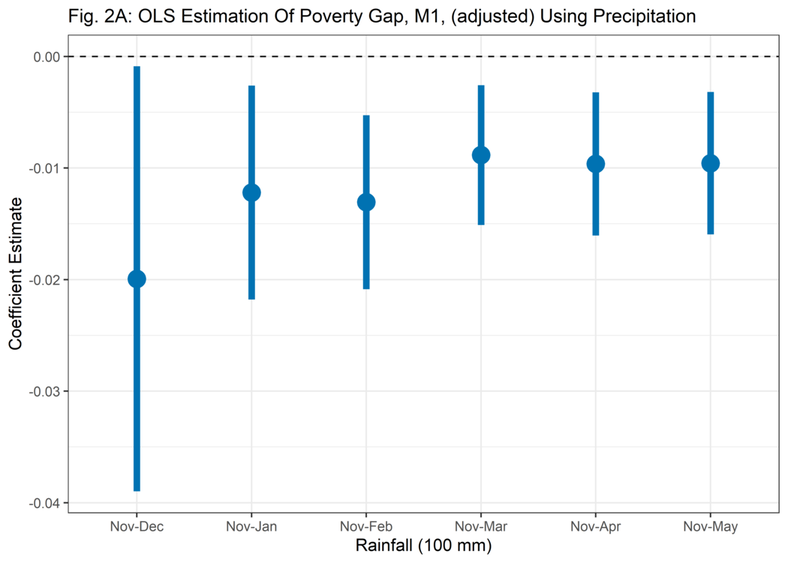 Fig. 2A: OLS Estimation Of Poverty Gap, M1, (adjusted) Using Precipitation
Coefficient Estimate
0.00
-0.01
-0.02
-0.03
-0.04
Nov-Dec Nov-Jan Nov-Feb Nov-Mar Nov-Apr Nov-May
Rainfall (100 mm)